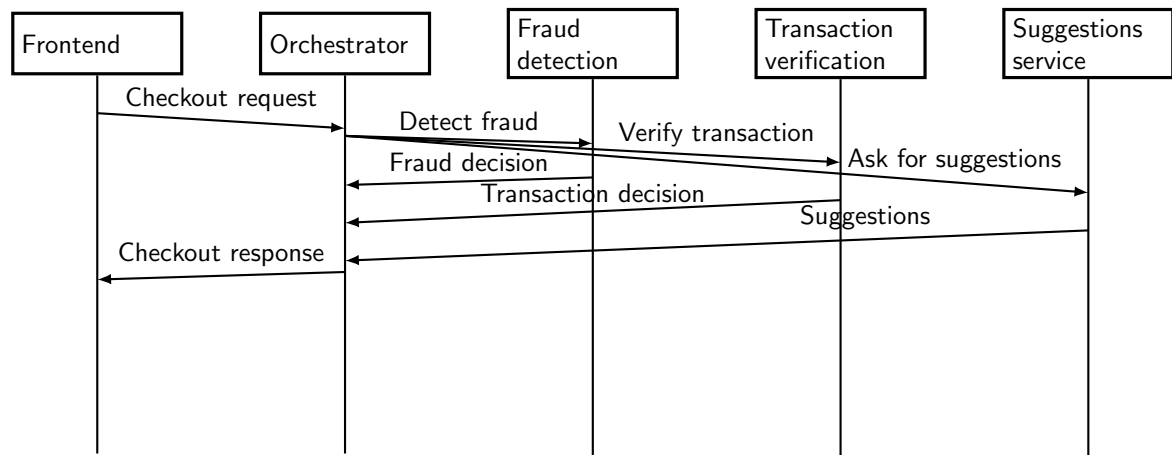 Frontend
Orchestrator
Fraud
detection
Transaction
verification
Suggestions
service
Checkout request
Detect fraud
Verify transaction
Ask for suggestions
Fraud decision
Transaction decision
Suggestions
Checkout response